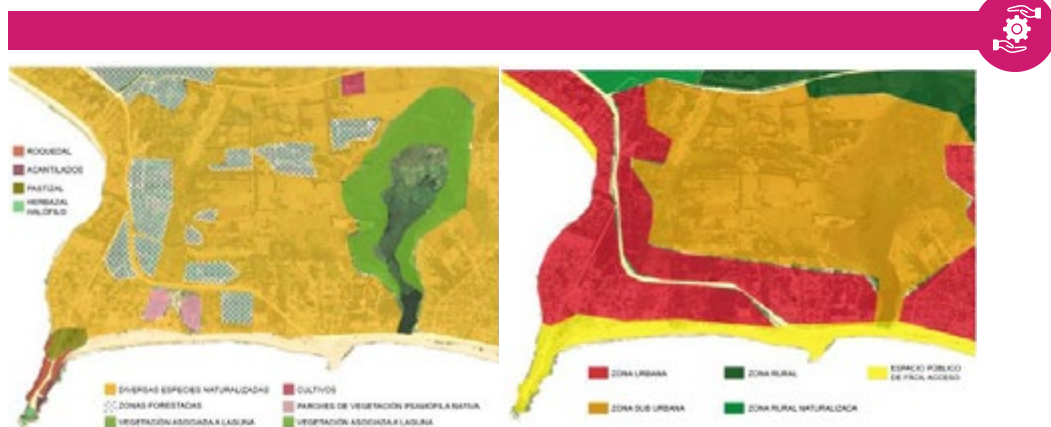 ROQUEDAL
ACANTILADOS
PASTIZAL
HERBAZAL
HALÓFILO
DIVERSAS ESPECIES NATURALIZADAS
ZONAS FORESTADAS
VEGETACIÓN ASOCIADA A LAGUNA
CULTIVOS
PARCHES DE VEGETACIÓN PSAMÓFILA NATIVA
VEGETACIÓN ASOCIADA A LAGUNA
ZONA URBANA
ZONA SUB URBANA
ZONA RURAL
ZONA RURAL NATURALIZADA
ESPACIO PÚBLICO
DE FÁCIL ACCESO